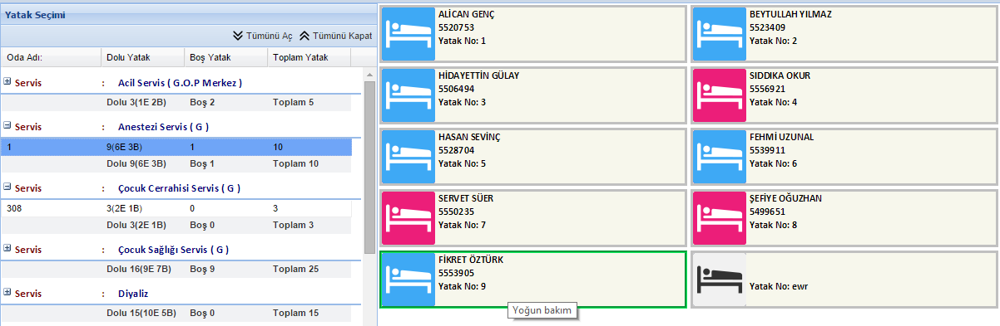 Yatak Seçimi
Tümünü Aç Tümünü Kapat
Oda Adı: Dolu Yatak Boş Yatak Toplam Yatak
Servis : Acil Servis ( G.O.P Merkez )
Dolu 3(1E 2B) Boş 2 Toplam 5
Servis : Anestezi Servis ( G )
1 9(6E 3B) 1 10
Dolu 9(6E 3B) Boş 1 Toplam 10
Servis : Çocuk Cerrahisi Servis ( G )
308 3(2E 1B) 0 3
Dolu 3(2E 1B) Boş 0 Toplam 3
Servis : Çocuk Sağlığı Servis ( G )
Dolu 16(9E 7B) Boş 9 Toplam 25
Servis : Diyaliz
Dolu 15(10E 5B) Boş 0 Toplam 15
ALİCAN GENÇ
5520753
Yatak No: 1
BEYTULLAH YILMAZ
5523409
Yatak No: 2
HİDAYETTİN GÜLAY
5506494
Yatak No: 3
SIDDIKA OKUR
5556921
Yatak No: 4
HASAN SEVİNÇ
5528704
Yatak No: 5
FEHMİ UZUNAL
5539911
Yatak No: 6
SERVET SÜER
5550235
Yatak No: 7
ŞEFİYE OĞUZHAN
5499651
Yatak No: 8
FİKRET ÖZTÜRK
5553905
Yatak No: 9
Yatak No: ewr
Yoğun bakım